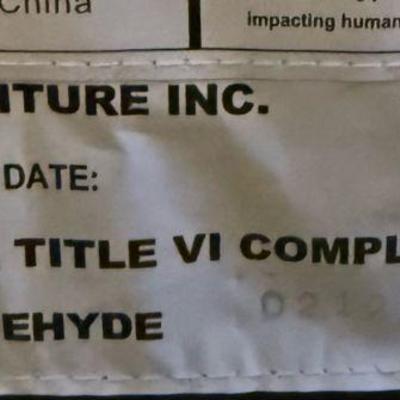 China
impacting human
ITURE INC.
DATE:
TITLE VI COMPL
EHYDE